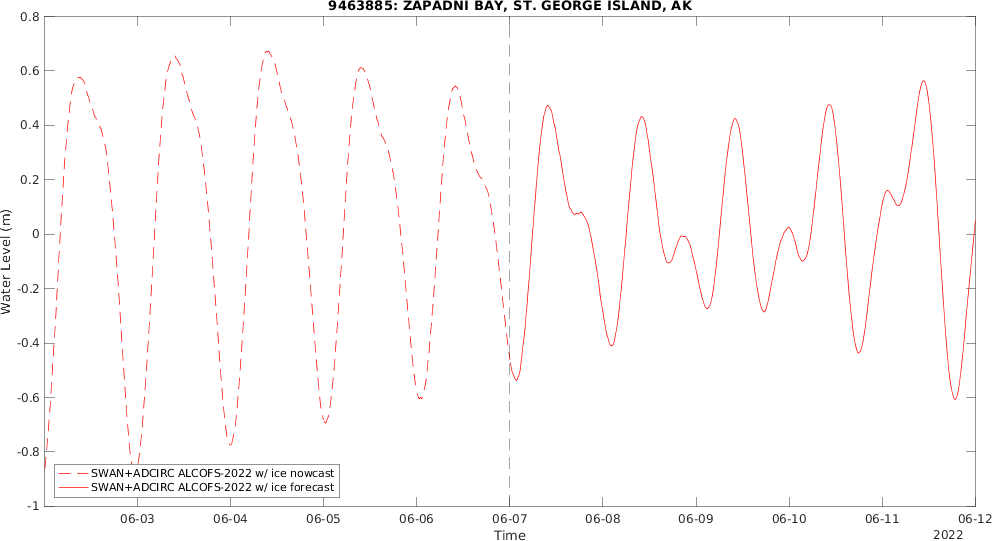 9463885: ZAPADNI BAY, ST. GEORGE ISLAND, AK
0.8
0.6
0.4
0.2
0
-0.2
-0.4
-0.6
-0.8
-1
Water Level (m)
SWAN+ADCIRC ALCOFS-2022 w/ ice nowcast
SWAN+ADCIRC ALCOFS-2022 w/ ice forecast
06-03 06-04 06-05 06-06 06-07 06-08 06-09 06-10 06-11 06-12
Time
2022